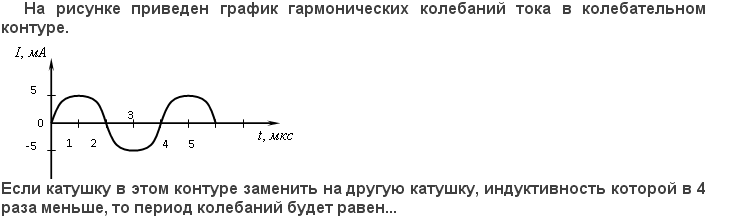 На рисунке приведен график гармонических колебаний тока в колебательном
контуре.
I, мА
5
0
3
-5
1 2 4 5
t, мкс
Если катушку в этом контуре заменить на другую катушку, индуктивность которой в 4
раза меньше, то период колебаний будет равен...